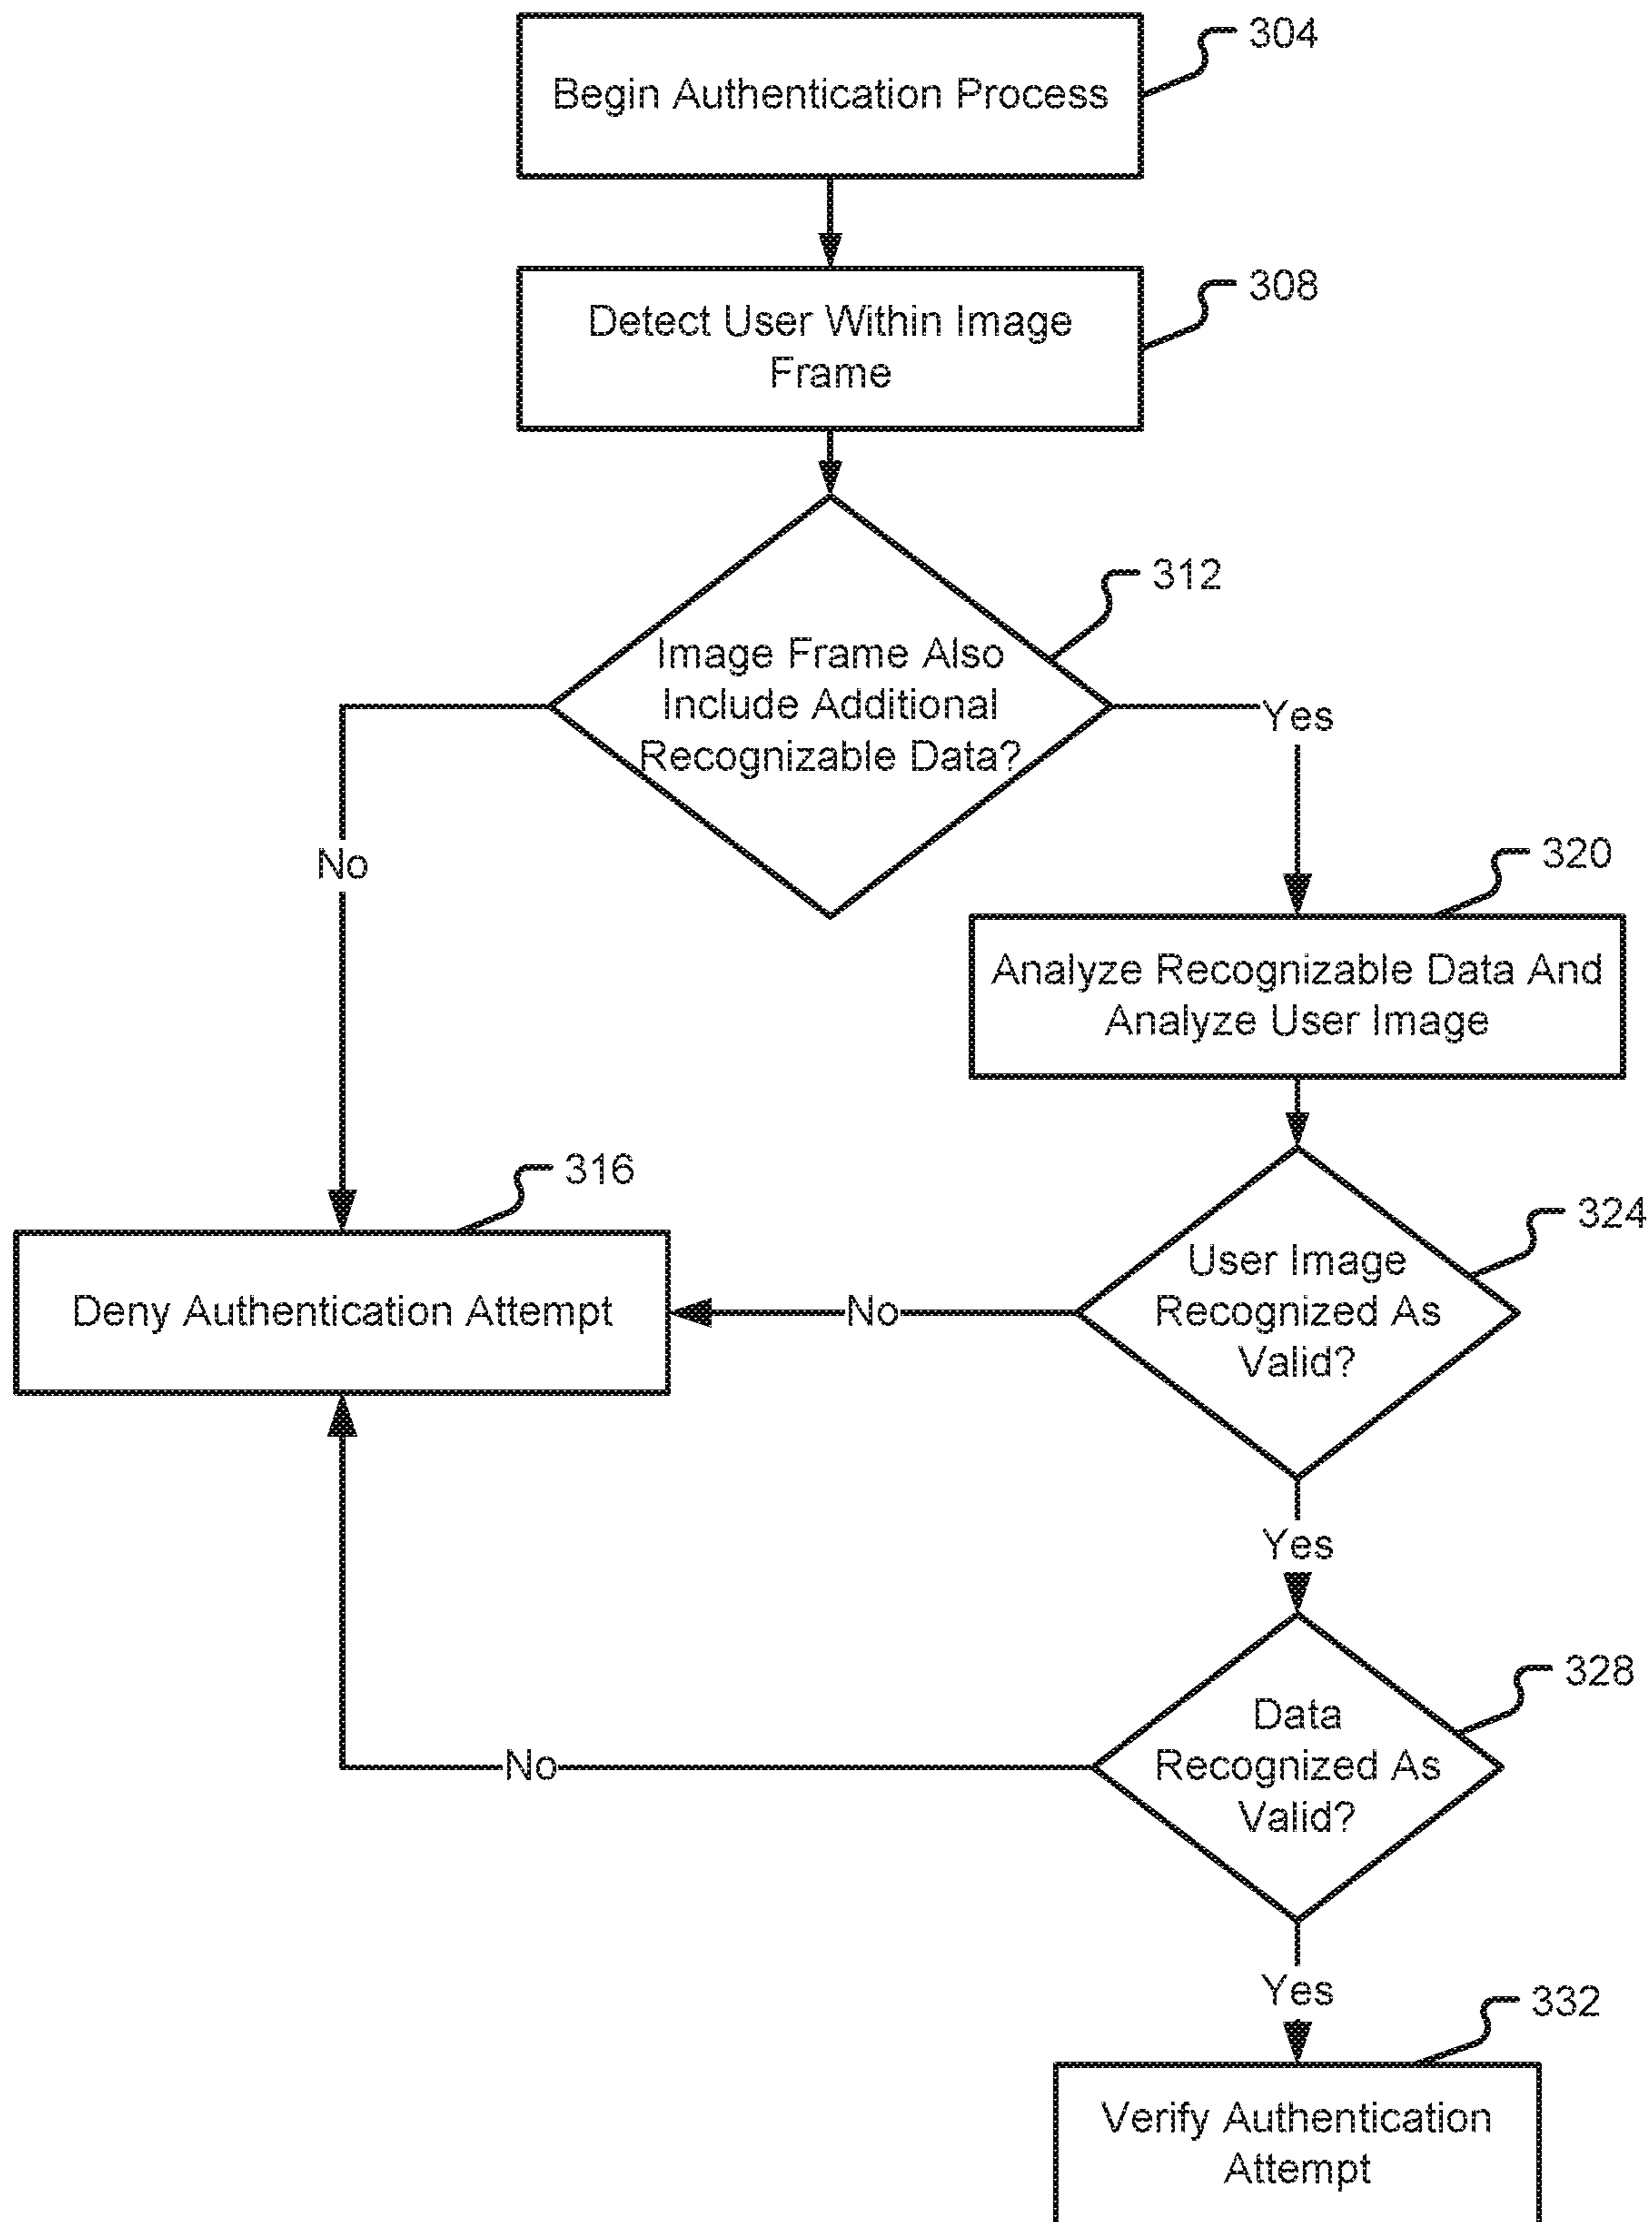 304
Begin Authentication Process
308
Detect User Within Image
Frame
312
Image Frame Also
Include Additional
Recognizable Data?
Yes
No
320
Analyze Recognizable Data And
Analyze User Image
316
Deny Authentication Attempt
324
User Image
Recognized As
Valid?
No
Yes
328
Data
Recognized As
Valid?
No
Yes
332
Verify Authentication
Attempt